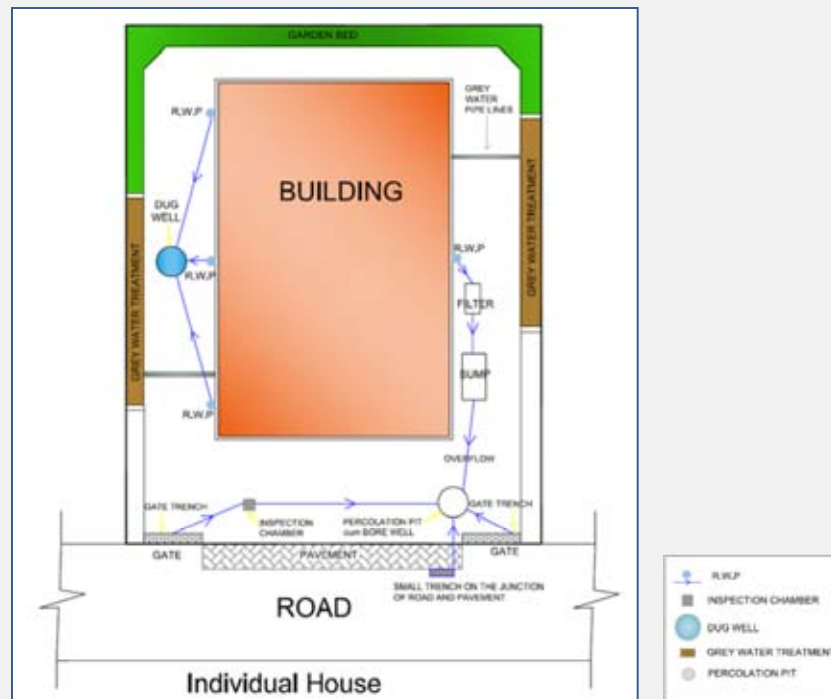 GARDEN BED
GREY
WATER
PIPE LINES
R.W.P
BUILDING
DUG
WELL
R.W.P
R.W.P
GREY WATER TREATMENT
GREY WATER TREATMENT
FILTER
SUMP
R.W.P
OVERFLOW
GATE TRENCH
INSPECTION
CHAMBER
PERCOLATION PIT
cum BORE WELL
GATE TRENCH
GATE
PAVEMENT
GATE
SMALL TRENCH ON THE JUNCTION
OF ROAD AND PAVEMENT
ROAD
Individual House
R.W.P
INSPECTION CHAMBER
DUG WELL
GREY WATER TREATMENT
PERCOLATION PIT